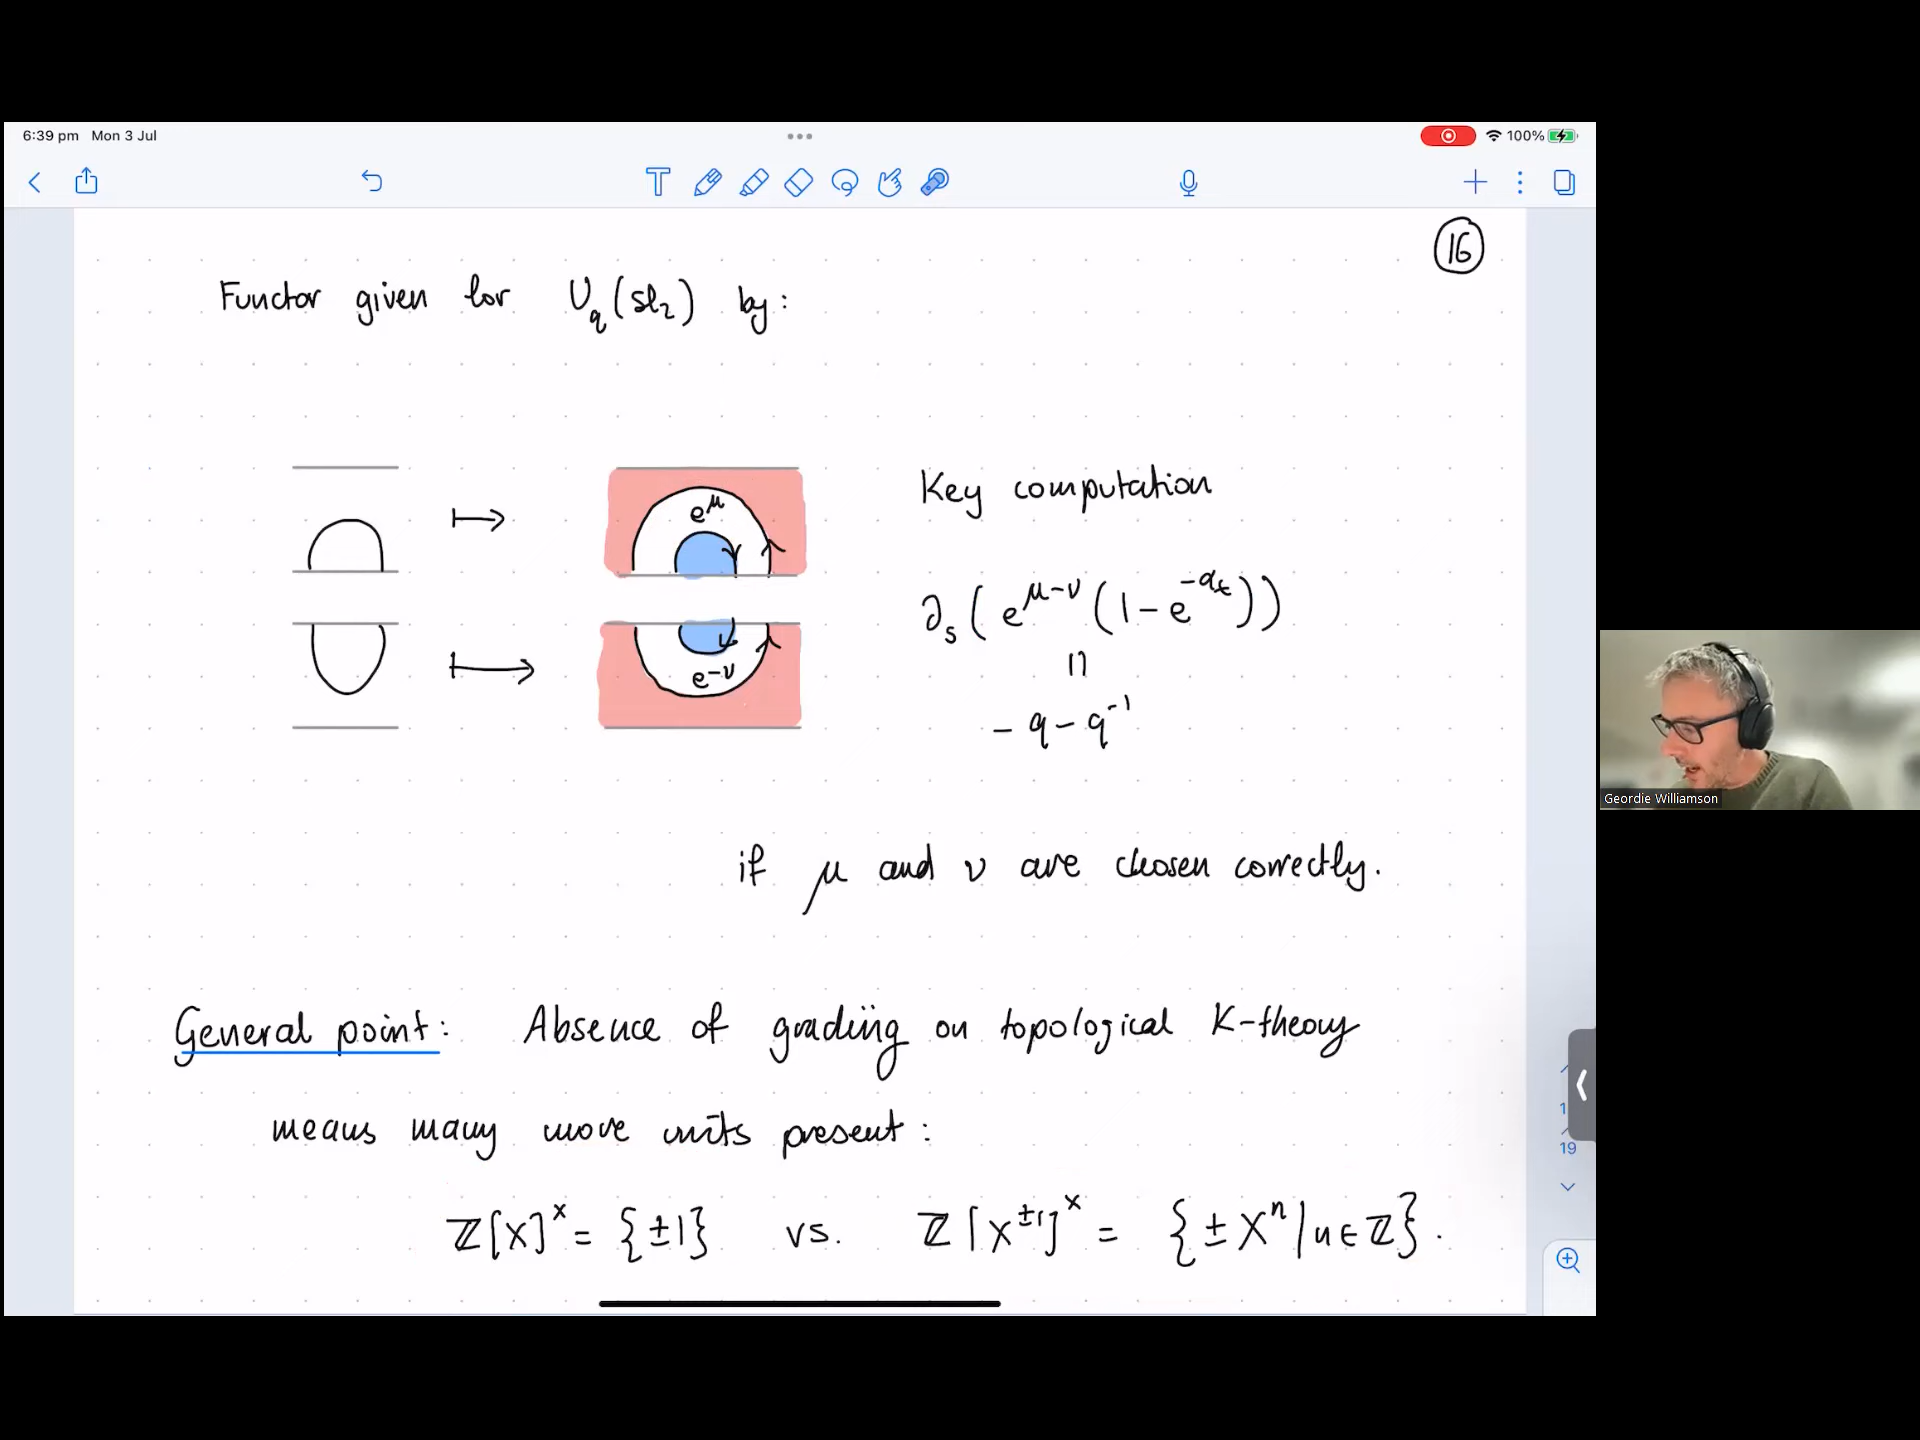 6:39 pm Mon 3 Jul
100%
16
Functor given for U_q(sl_2) by:
Key computation
e^μ
∂_s(e^{μ-ν}(1-e^{-α_t}))
=
e^{-ν}
-q-q^{-1}
if μ and ν are chosen correctly.
General point: Absence of grading on topological K-theory
means many more units present:
ℤ[X]^× = {±1} vs. ℤ[X^{±1}]^× = {±X^n | n ∈ ℤ}.
19
Geordie Williamson